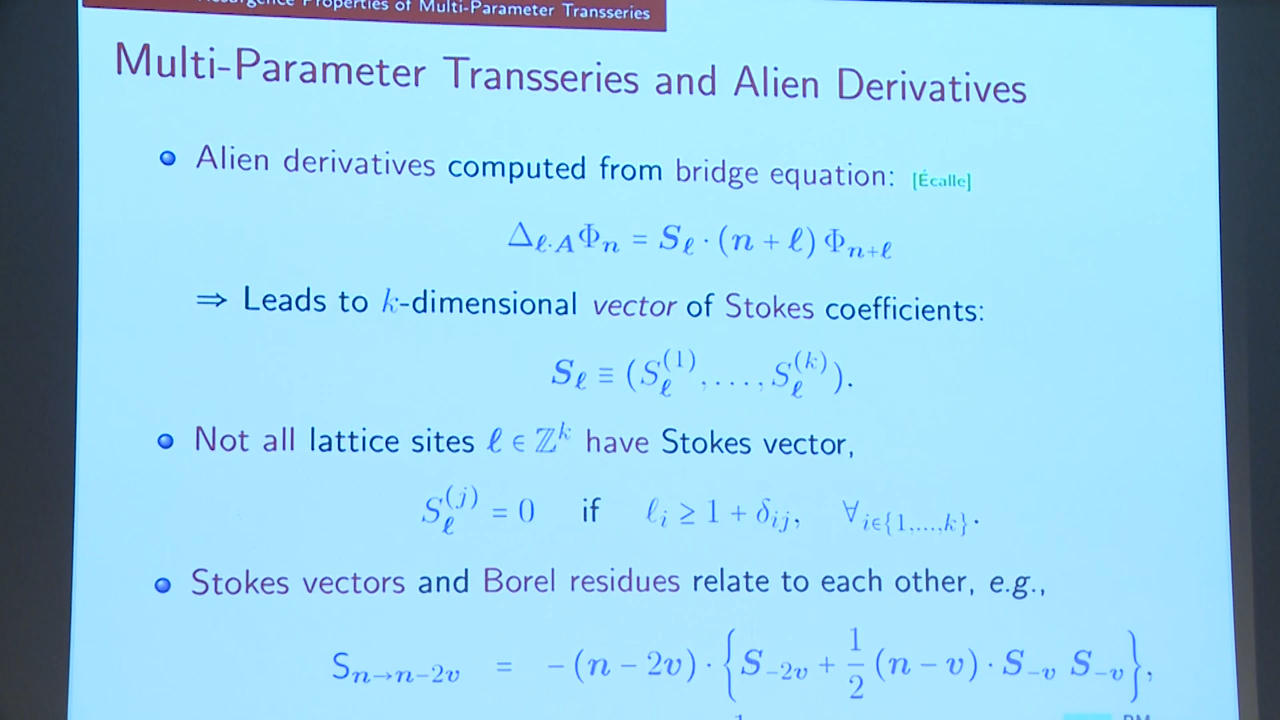 Resurgence Properties of Multi-Parameter Transseries
Multi-Parameter Transseries and Alien Derivatives
Alien derivatives computed from bridge equation: [Écalle]
Δ_{ℓ·A} Φ_n = S_ℓ · (n + ℓ) Φ_{n+ℓ}
⇒ Leads to k-dimensional vector of Stokes coefficients:
S_ℓ ≡ (S_ℓ^{(1)}, . . . , S_ℓ^{(k)}).
Not all lattice sites ℓ ∈ ℤ^k have Stokes vector,
S_ℓ^{(j)} = 0 if ℓ_i ≥ 1 + δ_{ij}, ∀_{i∈{1,...,k}}.
Stokes vectors and Borel residues relate to each other, e.g.,
S_{n→n−2v} = −(n − 2v) · {S_{−2v} + 1/2 (n − v) · S_{−v} S_{−v}},